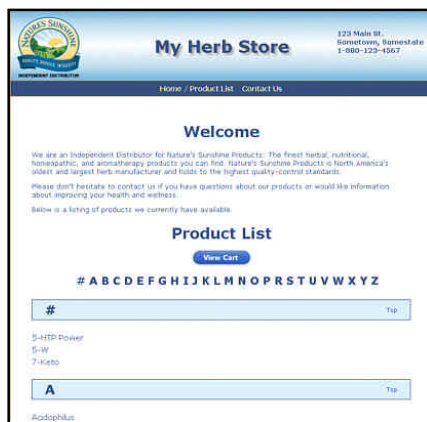 NATURE'S SUNSHINE
QUALITY, SERVICE, INTEGRITY
INDEPENDENT DISTRIBUTOR
My Herb Store
123 Main St.
Sometown, Somestate
1-800-123-4567
Home / Product List Contact Us
Welcome
We are an Independent Distributor for Nature's Sunshine Products: The finest herbal, nutritional,
homeopathic, and aromatherapy products you can find. Nature's Sunshine Products is North America's
oldest and largest herb manufacturer and holds to the highest quality-control standards.
Please don't hesitate to contact us if you have questions about our products or would like information
about improving your health and wellness.
Below is a listing of products we currently have available.
Product List
View Cart
# A B C D E F G H I J K L M N O P R S T U V W X Y Z
# Top
5-HTP Power
5-W
7-Keto
A Top
Acidophilus